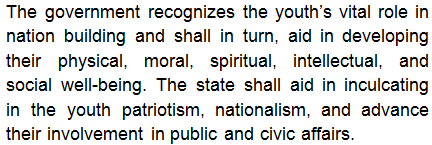 The government recognizes the youth's vital role in
nation building and shall in turn, aid in developing
their physical, moral, spiritual, intellectual, and
social well-being. The state shall aid in inculcating
in the youth patriotism, nationalism, and advance
their involvement in public and civic affairs.